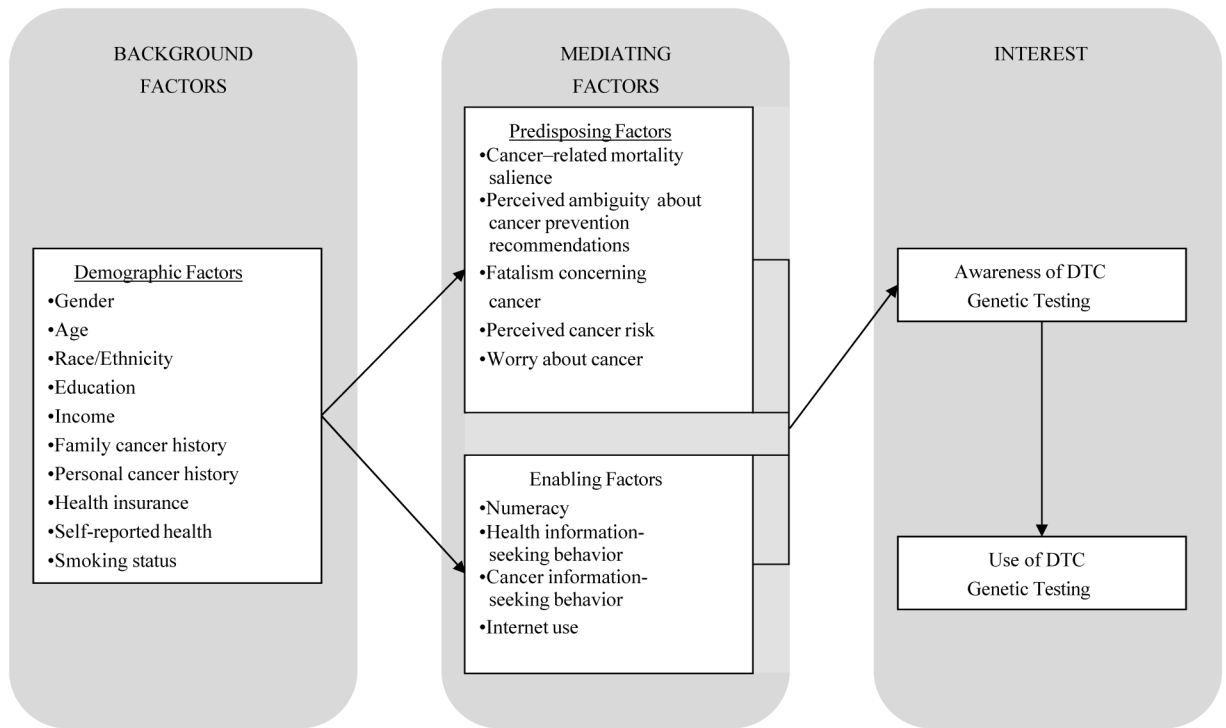 BACKGROUND
FACTORS
Demographic Factors
•Gender
•Age
•Race/Ethnicity
•Education
•Income
•Family cancer history
•Personal cancer history
•Health insurance
•Self-reported health
•Smoking status
MEDIATING
FACTORS
Predisposing Factors
•Cancer–related mortality
salience
•Perceived ambiguity about
cancer prevention
recommendations
•Fatalism concerning
cancer
•Perceived cancer risk
•Worry about cancer
Enabling Factors
•Numeracy
•Health information-
seeking behavior
•Cancer information-
seeking behavior
•Internet use
INTEREST
Awareness of DTC
Genetic Testing
Use of DTC
Genetic Testing